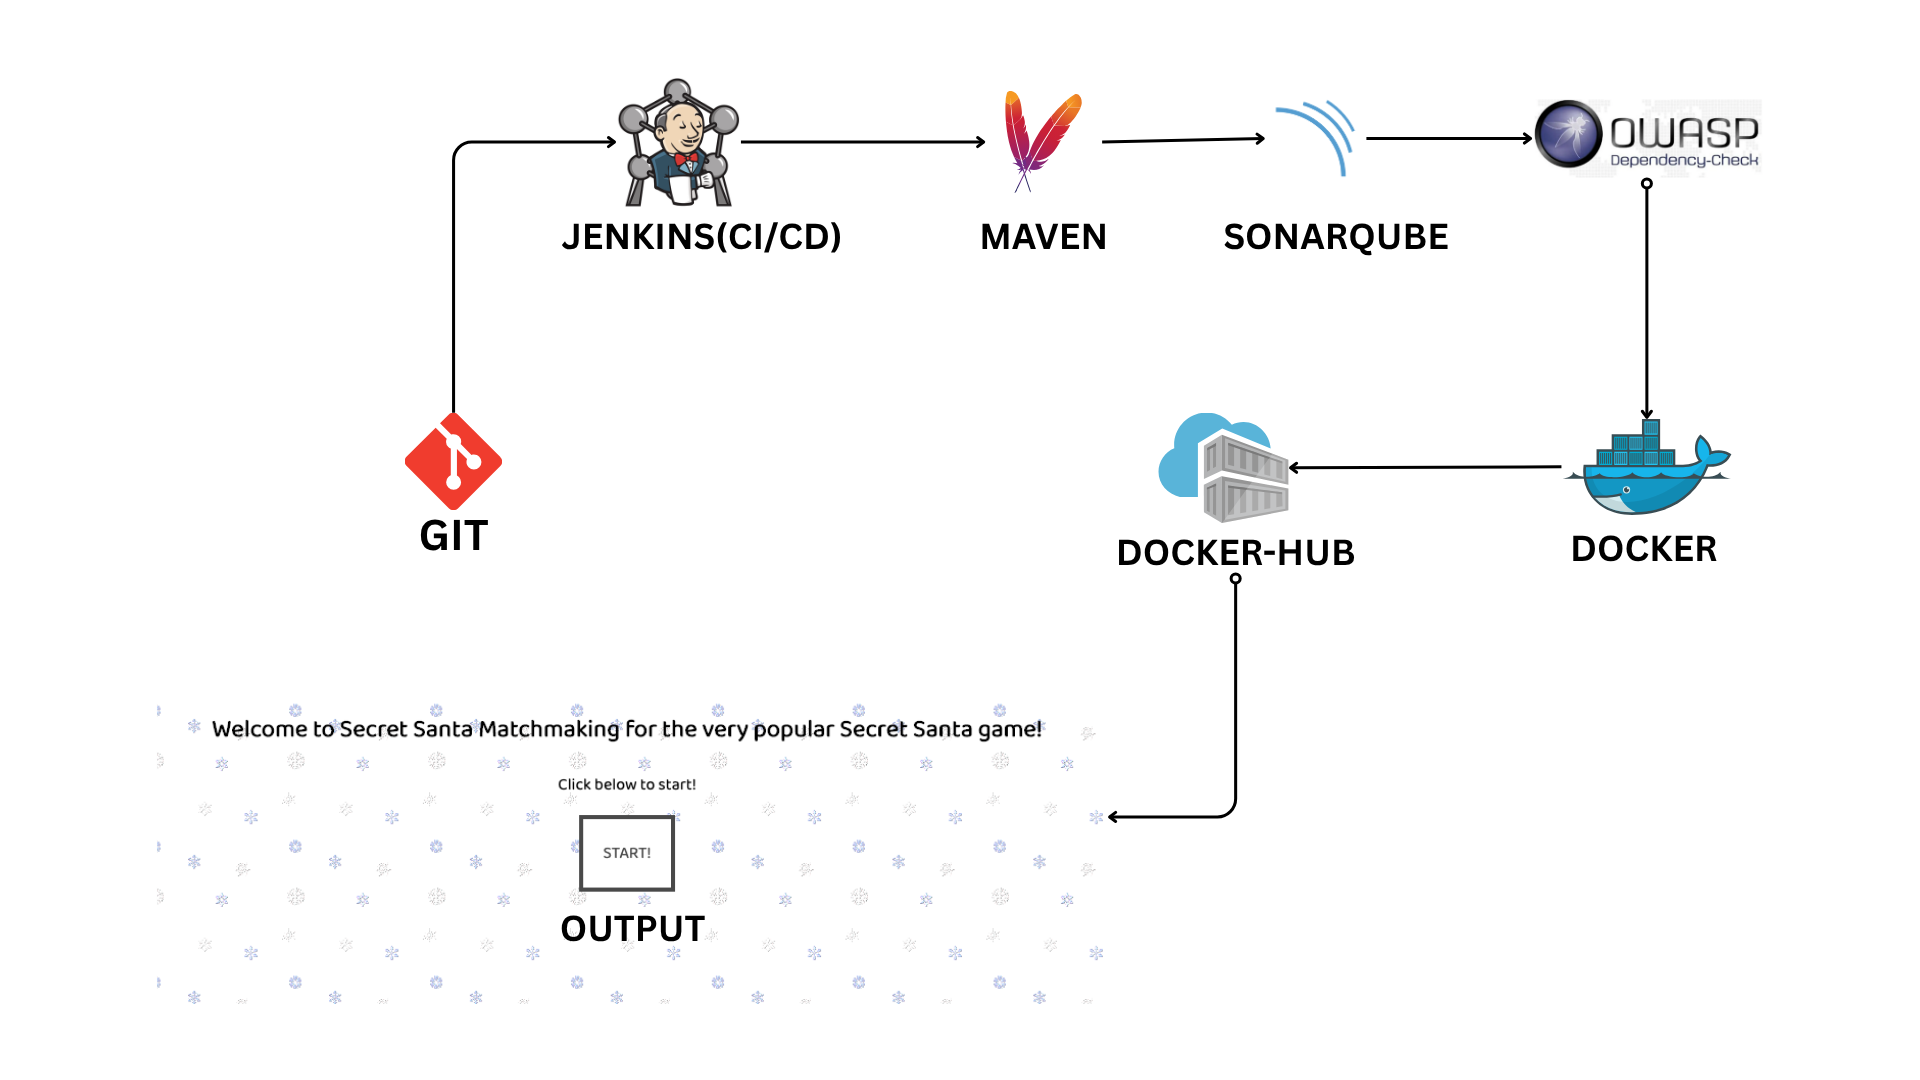 OWASP
Dependency-Check
JENKINS(CI/CD)
MAVEN
SONARQUBE
GIT
DOCKER-HUB
DOCKER
Welcome to Secret Santa Matchmaking for the very popular Secret Santa game!
Click below to start!
START!
OUTPUT